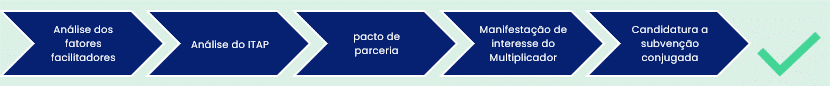 Análise dos
fatores
facilitadores
Análise do ITAP
pacto de
parceria
Manifestação de
interesse do
Multiplicador
Candidatura a
subvenção
conjugada